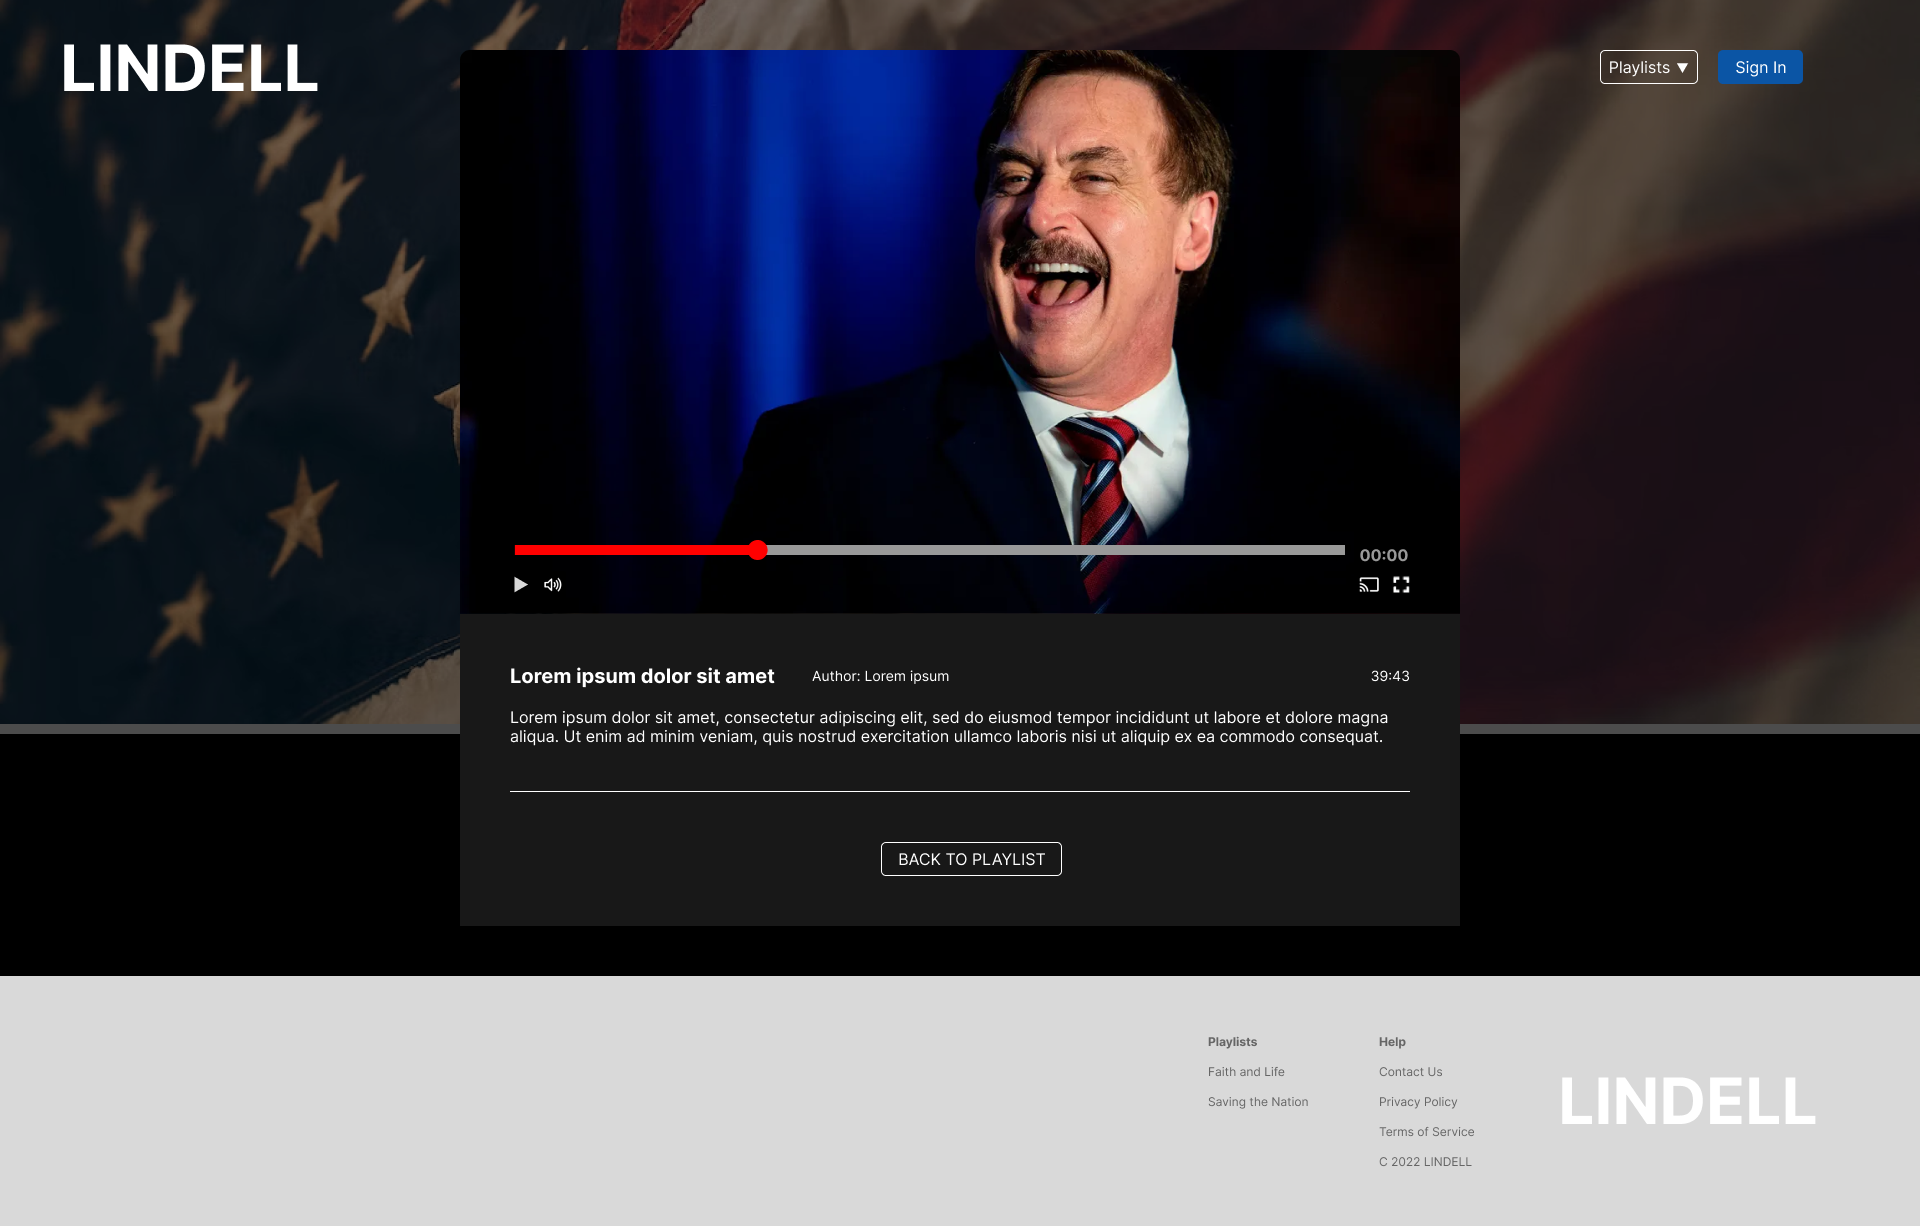 LINDELL
Playlists ▼
Sign In
00:00
Lorem ipsum dolor sit amet
Author: Lorem ipsum
39:43
Lorem ipsum dolor sit amet, consectetur adipiscing elit, sed do eiusmod tempor incididunt ut labore et dolore magna
aliqua. Ut enim ad minim veniam, quis nostrud exercitation ullamco laboris nisi ut aliquip ex ea commodo consequat.
BACK TO PLAYLIST
Playlists
Faith and Life
Saving the Nation
Help
Contact Us
Privacy Policy
Terms of Service
C 2022 LINDELL
LINDELL